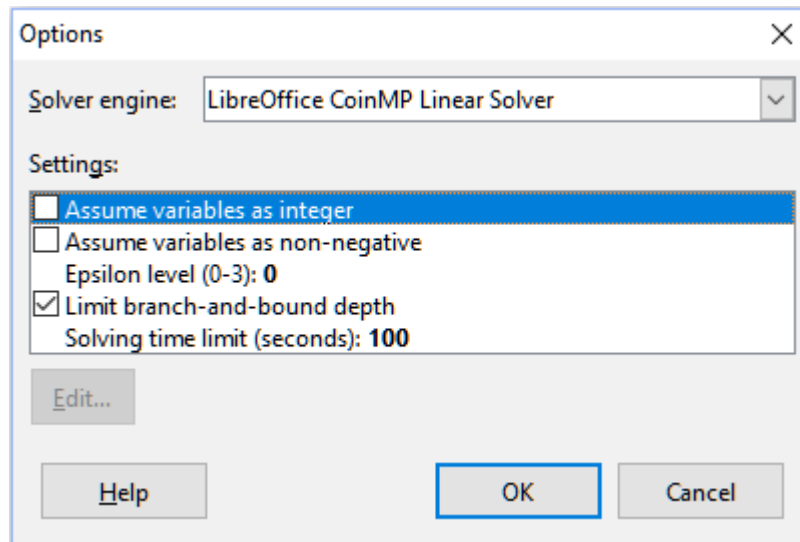 Options
Solver engine: LibreOffice CoinMP Linear Solver
Settings:
Assume variables as integer
Assume variables as non-negative
Epsilon level (0-3): 0
Limit branch-and-bound depth
Solving time limit (seconds): 100
Edit...
Help OK Cancel